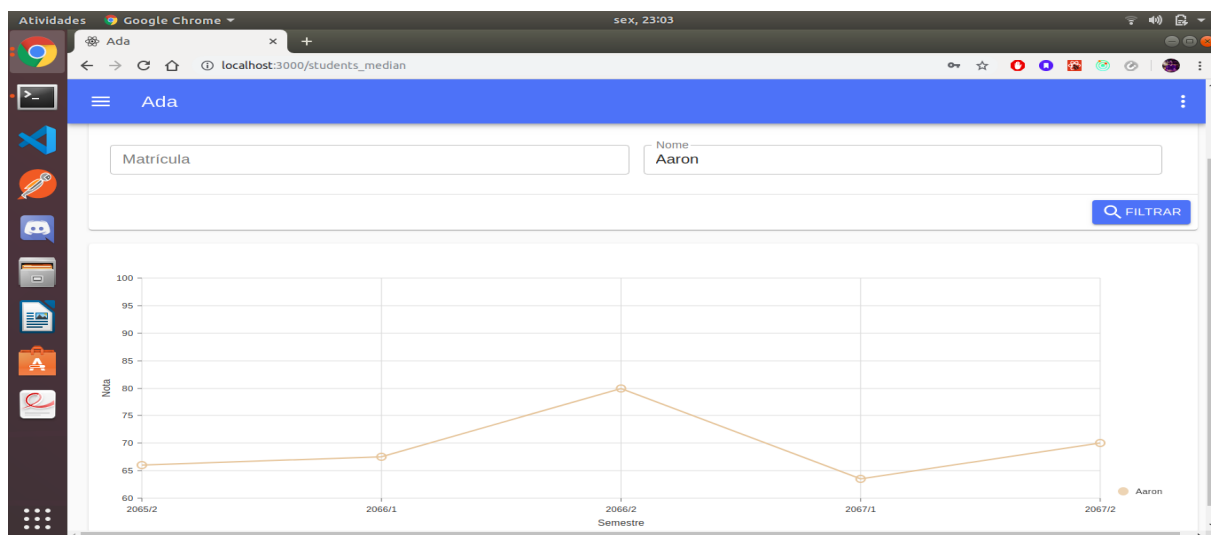 Atividades Google Chrome sex, 23:03
Ada
localhost:3000/students_median
Ada
Nome
Matrícula Aaron
FILTRAR
100
95
90
85
80
75
70
65
60
Nota
Aaron
2065/2 2066/1 2066/2 2067/1 2067/2
Semestre